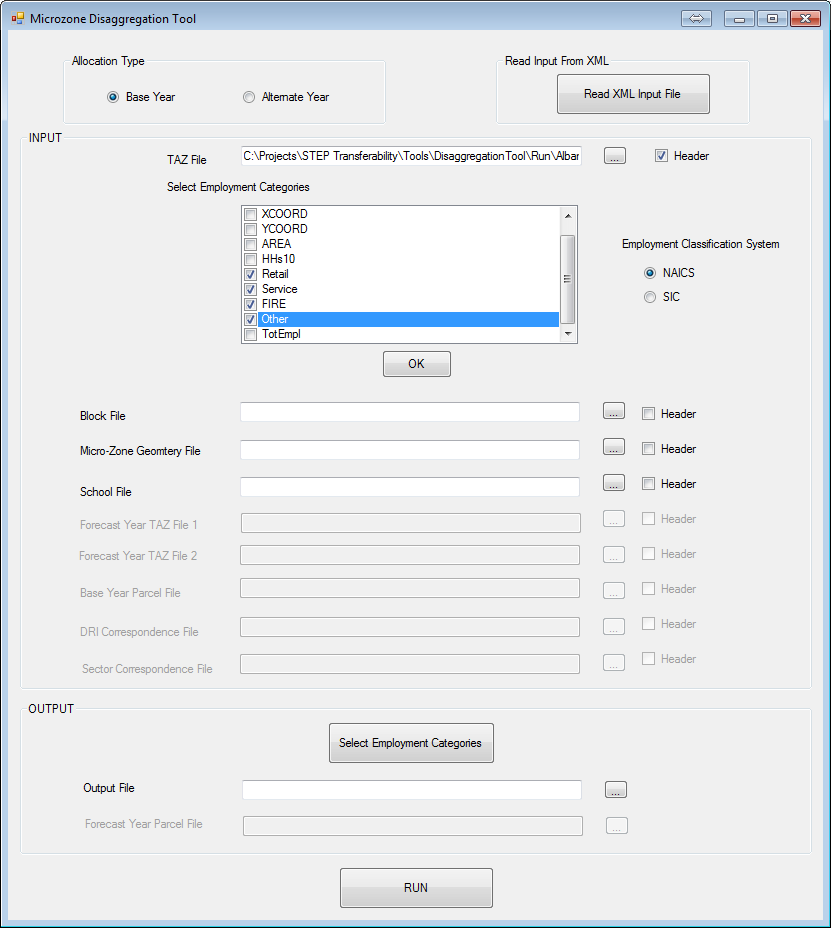 Microzone Disaggregation Tool
Allocation Type
Base Year
Alternate Year
Read Input From XML
Read XML Input File
INPUT
TAZ File
C:\Projects\STEP Transferability\Tools\DisaggregationTool\Run\Albar
...
Header
Select Employment Categories
XCOORD
YCOORD
AREA
HHs10
Retail
Service
FIRE
Other
TotEmpl
Employment Classification System
NAICS
SIC
OK
Block File
...
Header
Micro-Zone Geomtery File
...
Header
School File
...
Header
Forecast Year TAZ File 1
...
Header
Forecast Year TAZ File 2
...
Header
Base Year Parcel File
...
Header
DRI Correspondence File
...
Header
Sector Correspondence File
...
Header
OUTPUT
Select Employment Categories
Output File
...
Forecast Year Parcel File
...
RUN